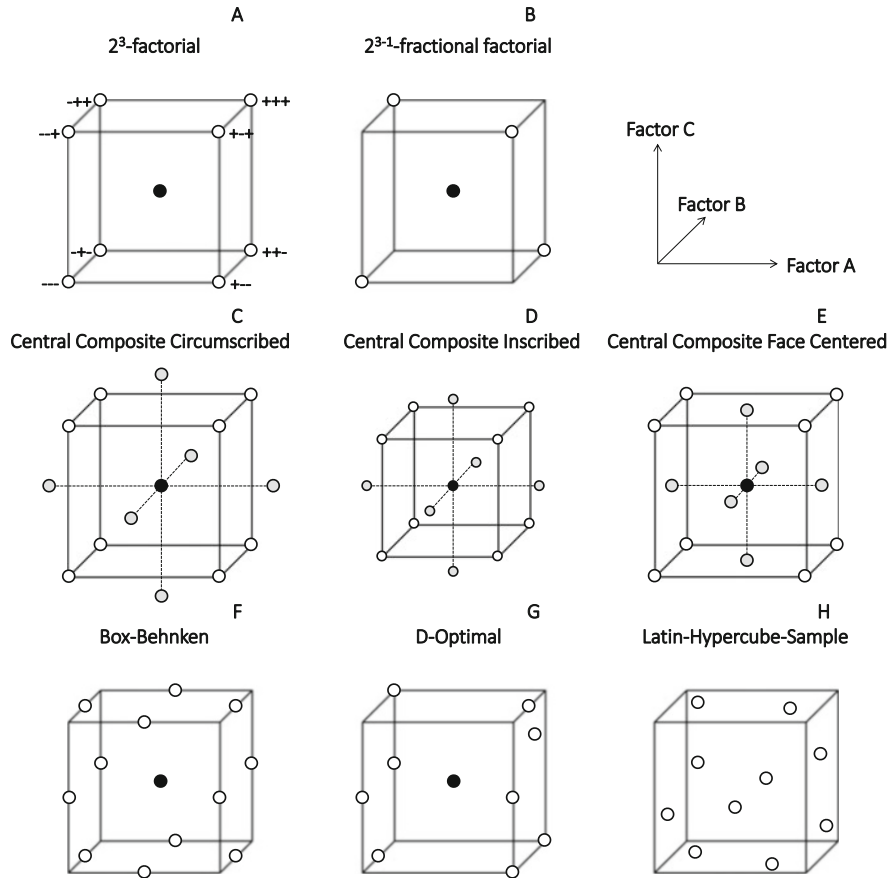 A
2³-factorial
B
2³⁻¹-fractional factorial
-++
+++
--+
+-+
-+-
++-
---
+--
Factor C
Factor B
Factor A
C
Central Composite Circumscribed
D
Central Composite Inscribed
E
Central Composite Face Centered
F
Box-Behnken
G
D-Optimal
H
Latin-Hypercube-Sample